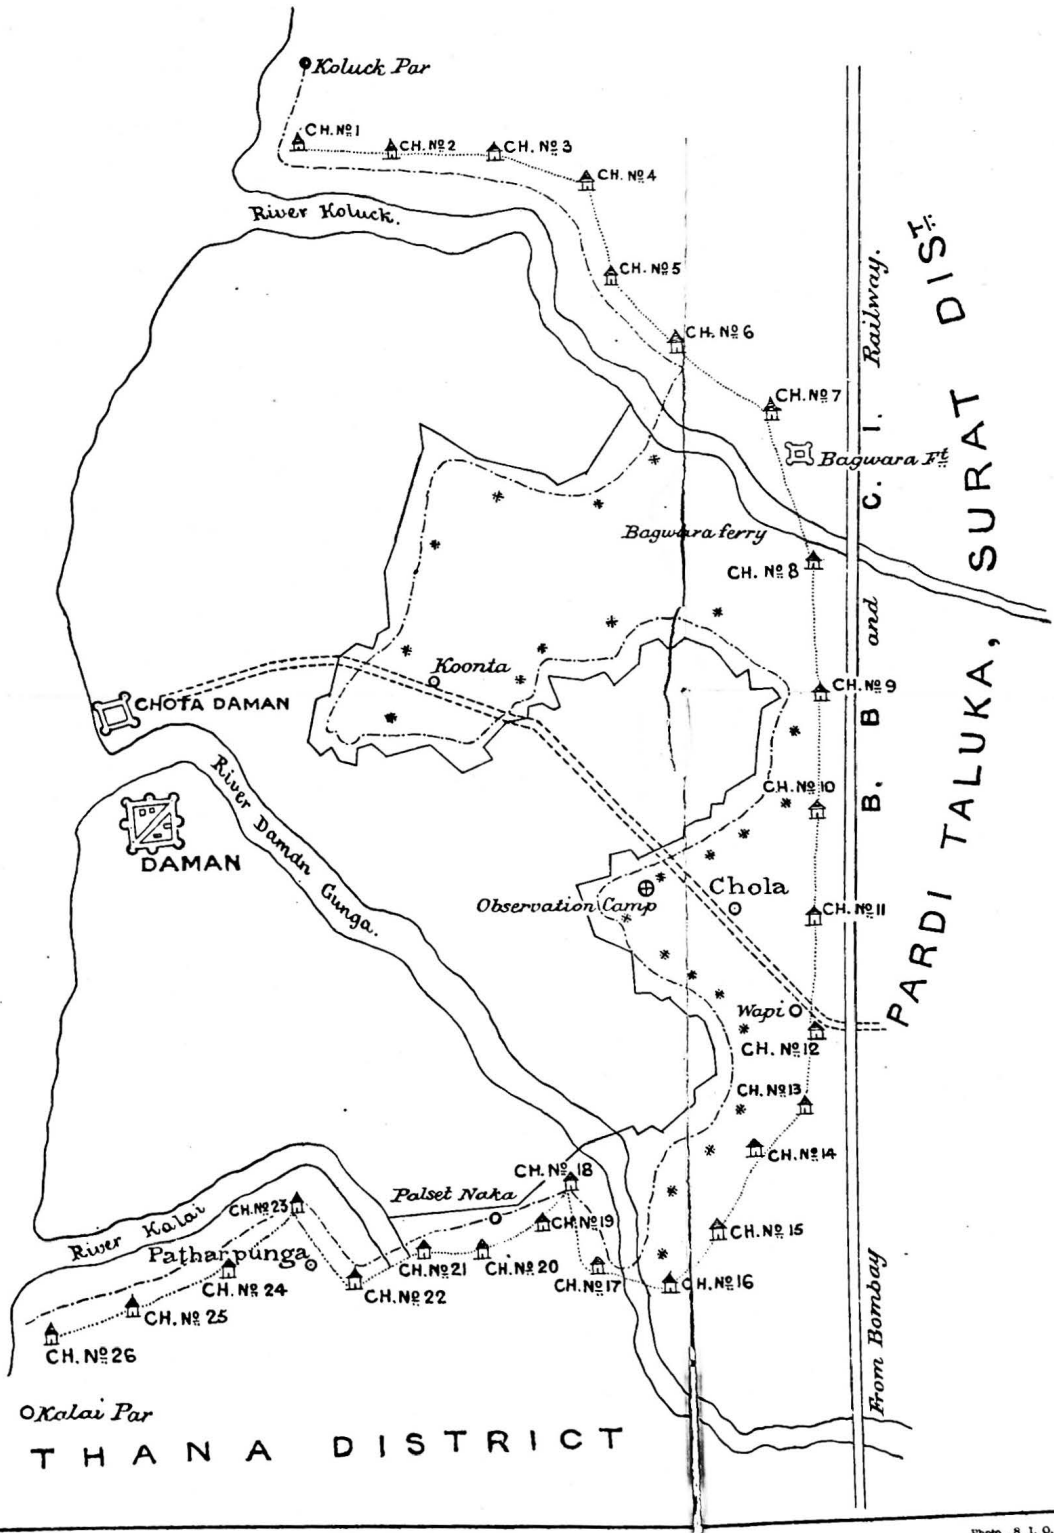 Koluck Par
CH. Nº 1
CH. Nº 2
CH. Nº 3
CH. Nº 4
River Koluck.
CH. Nº 5
CH. Nº 6
CH. Nº 7
Bagwara Ft
Bagwara ferry
CH. Nº 8
Koonta
CH. Nº 9
CHOTA DAMAN
CH. Nº 10
River Daman Gunga.
DAMAN
Observation Camp
Chola
CH. Nº 11
Wapi
CH. Nº 12
CH. Nº 13
CH. Nº 14
CH. Nº 18
Palset Naka
CH. Nº 23
CH. Nº 19
CH. Nº 15
River Kalai
Patharpunga
CH. Nº 21
CH. Nº 20
CH. Nº 17
CH. Nº 16
CH. Nº 24
CH. Nº 22
CH. Nº 25
CH. Nº 26
Kalai Par
THANA DISTRICT
B. B and C. I. Railway.
From Bombay
PARDI TALUKA, SURAT DIST.
Photo. S. I. O.